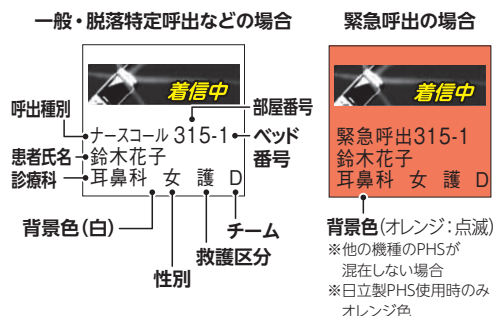 一般・脱落特定呼出などの場合
着信中
呼出種別
部屋番号
ナースコール 315-1
ベッド
番号
患者氏名
鈴木花子
診療科
耳鼻科 女 護 D
背景色(白)
チーム
救護区分
性別
緊急呼出の場合
着信中
緊急呼出315-1
鈴木花子
耳鼻科 女 護 D
背景色(オレンジ:点滅)
※他の機種のPHSが
混在しない場合
※日立製PHS使用時のみ
オレンジ色